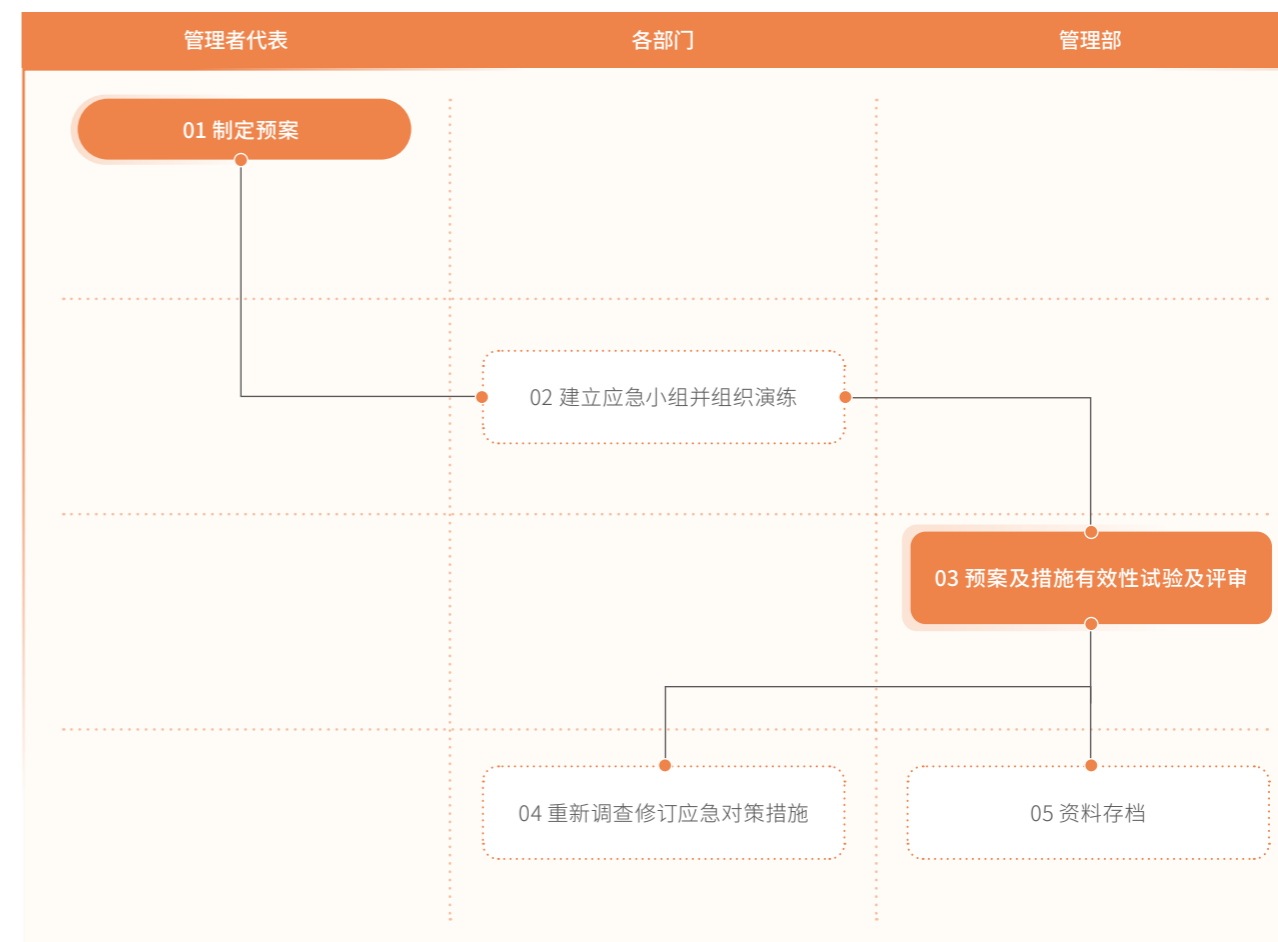 管理者代表
各部门
管理部
01 制定预案
02 建立应急小组并组织演练
03 预案及措施有效性试验及评审
04 重新调查修订应急对策措施
05 资料存档